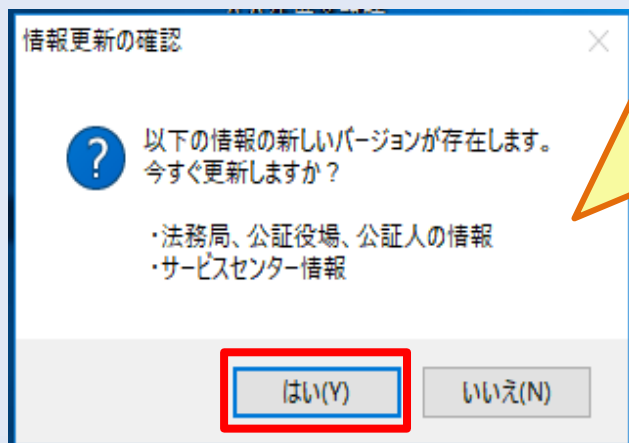 情報更新の確認
以下の情報の新しいバージョンが存在します。
今すぐ更新しますか？
・法務局、公証役場、公証人の情報
・サービスセンター情報
はい(Y)
いいえ(N)